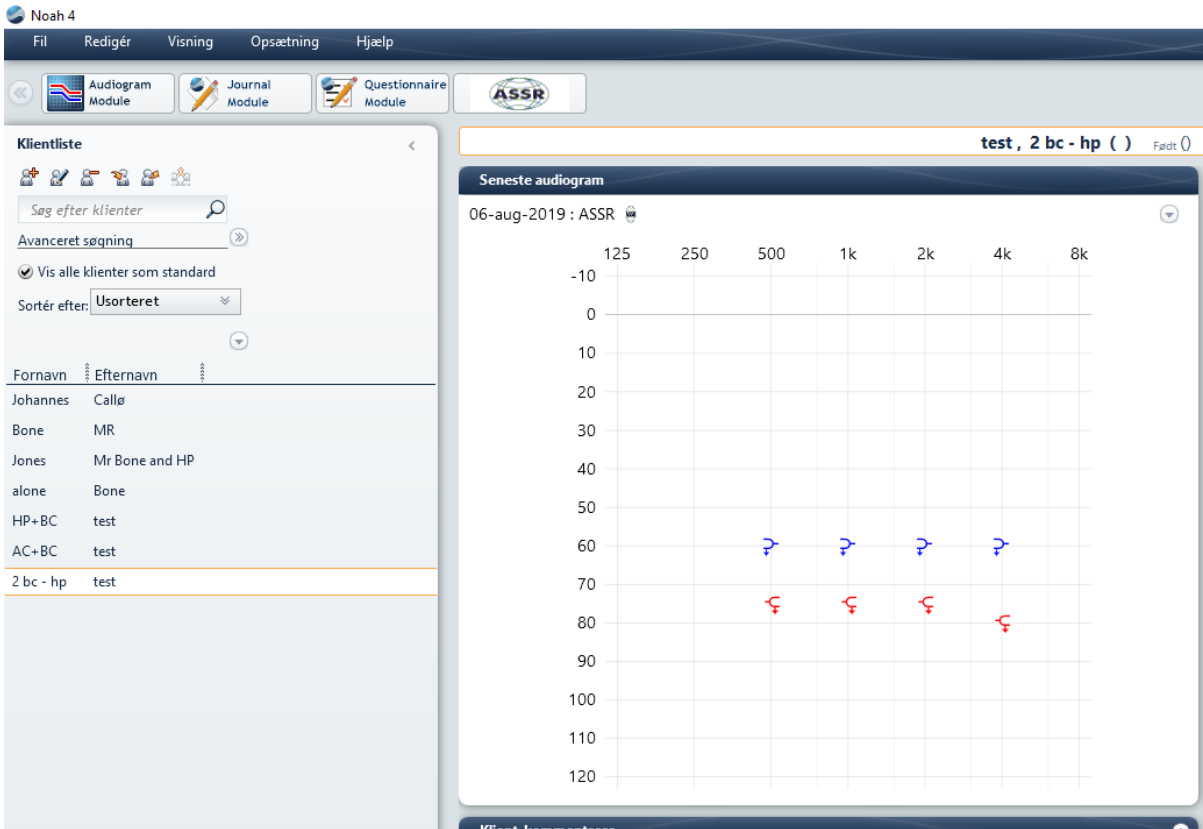 Noah 4
Fil Redigér Visning Opsætning Hjælp
Audiogram Module
Journal Module
Questionnaire Module
ASSR
Klientliste
Søg efter klienter
Avanceret søgning
Vis alle klienter som standard
Sortér efter: Usorteret
Fornavn Efternavn
Johannes Callø
Bone MR
Jones Mr Bone and HP
alone Bone
HP+BC test
AC+BC test
2 bc - hp test
test , 2 bc - hp ( ) Født ()
Seneste audiogram
06-aug-2019 : ASSR
125 250 500 1k 2k 4k 8k
-10
0
10
20
30
40
50
60
70
80
90
100
110
120